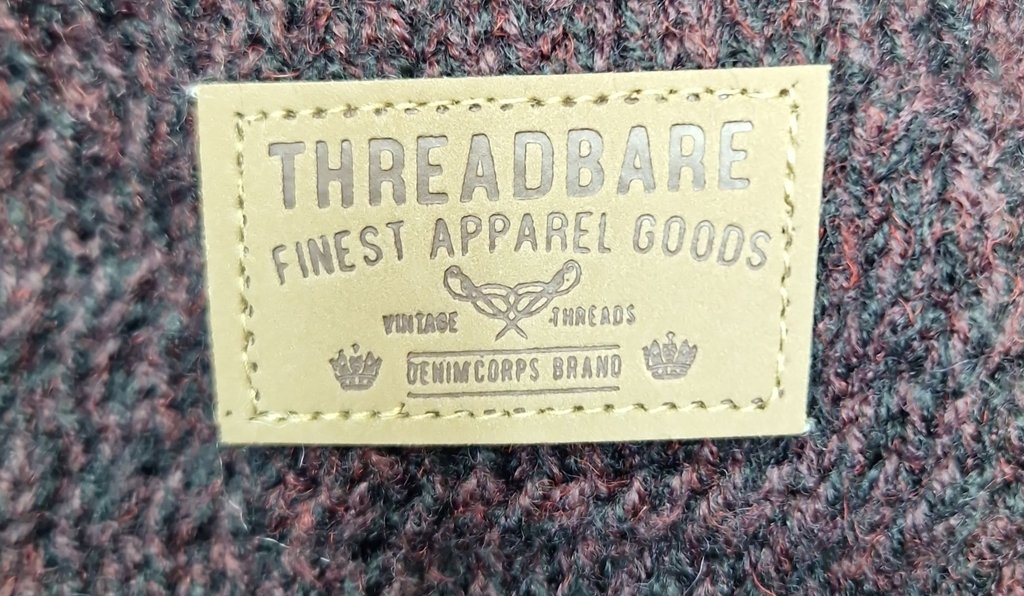 THREADBARE
FINEST APPAREL GOODS
VINTAGE THREADS
DENIMCORPS BRAND